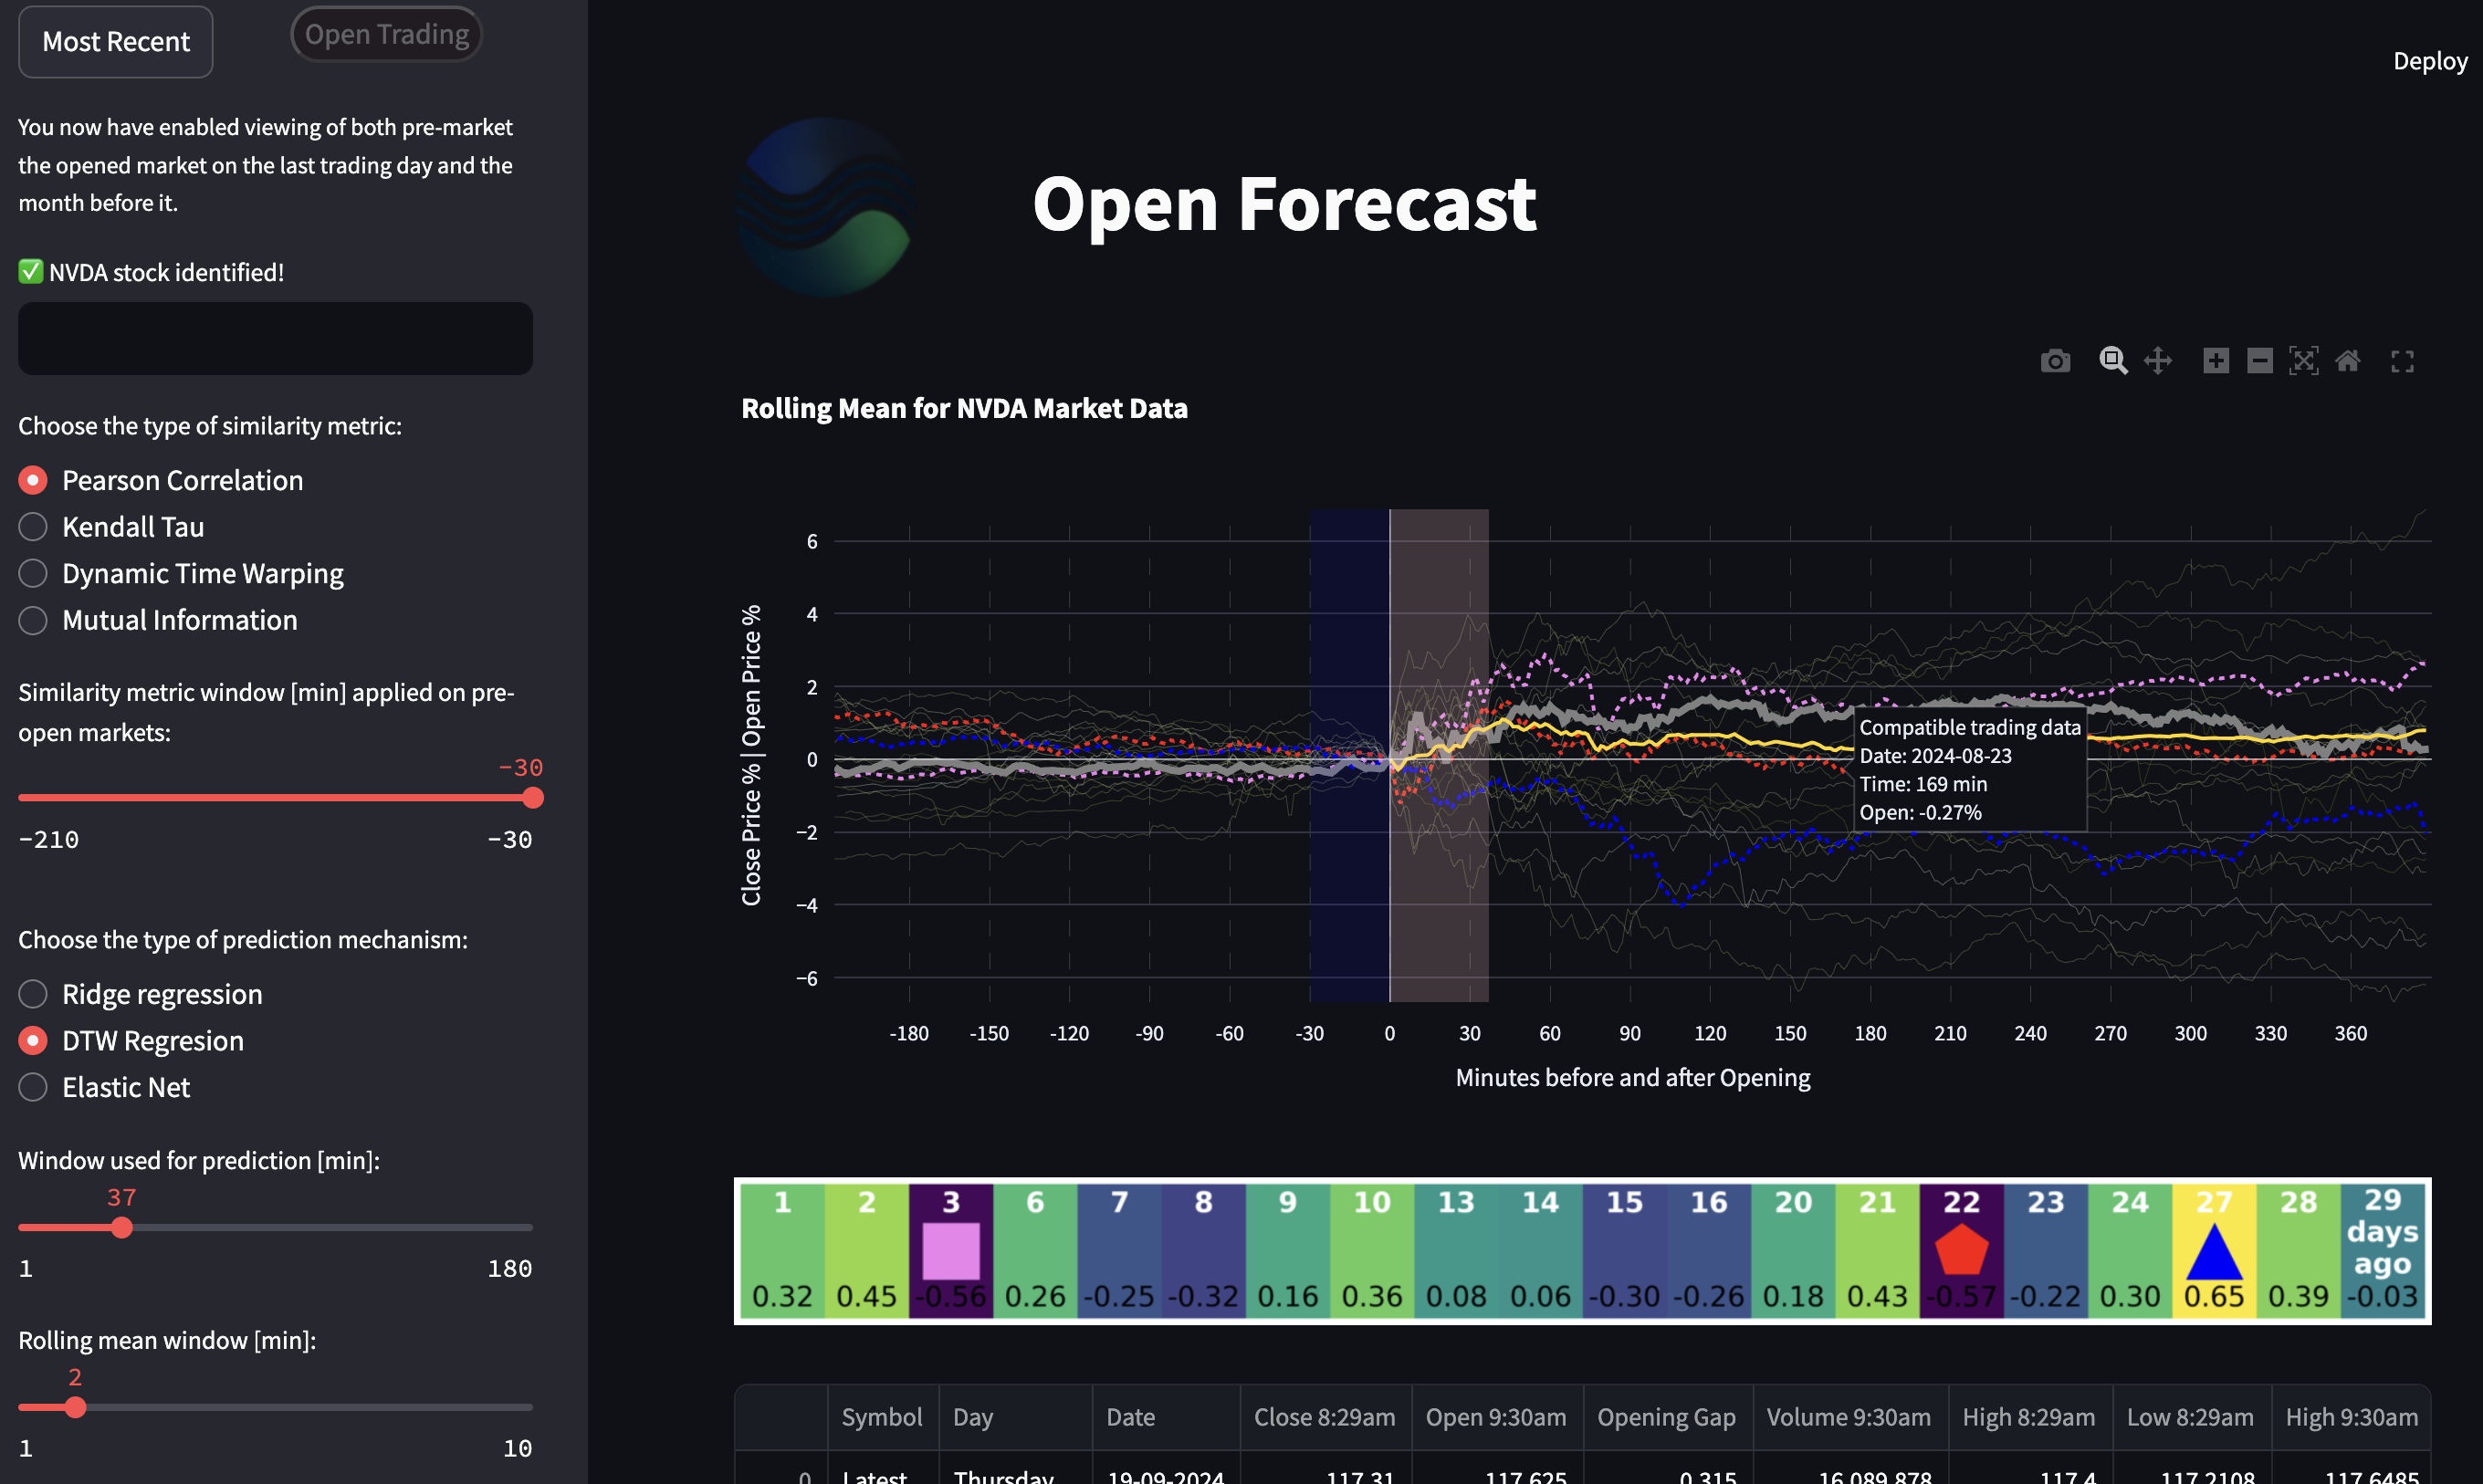 Most Recent
Open Trading
You now have enabled viewing of both pre-market
the opened market on the last trading day and the
month before it.
✅ NVDA stock identified!
Choose the type of similarity metric:
Pearson Correlation
Kendall Tau
Dynamic Time Warping
Mutual Information
Similarity metric window [min] applied on pre-
open markets:
−30
−210 −30
Choose the type of prediction mechanism:
Ridge regression
DTW Regresion
Elastic Net
Window used for prediction [min]:
37
1 180
Rolling mean window [min]:
2
1 10
Deploy
Open Forecast
Rolling Mean for NVDA Market Data
Close Price % | Open Price %
6
4
2
0
−2
−4
−6
Compatible trading data
Date: 2024-08-23
Time: 169 min
Open: -0.27%
-180 -150 -120 -90 -60 -30 0 30 60 90 120 150 180 210 240 270 300 330 360
Minutes before and after Opening
1 2 3 6 7 8 9 10 13 14 15 16 20 21 22 23 24 27 28 29
days
ago
0.32 0.45 -0.56 0.26 -0.25 -0.32 0.16 0.36 0.08 0.06 -0.30 -0.26 0.18 0.43 -0.57 -0.22 0.30 0.65 0.39 -0.03
Symbol Day Date Close 8:29am Open 9:30am Opening Gap Volume 9:30am High 8:29am Low 8:29am High 9:30am
0 Latest Thursday 19-09-2024 117.31 117.625 0.315 16,089,878 117.4 117.2108 117.6485